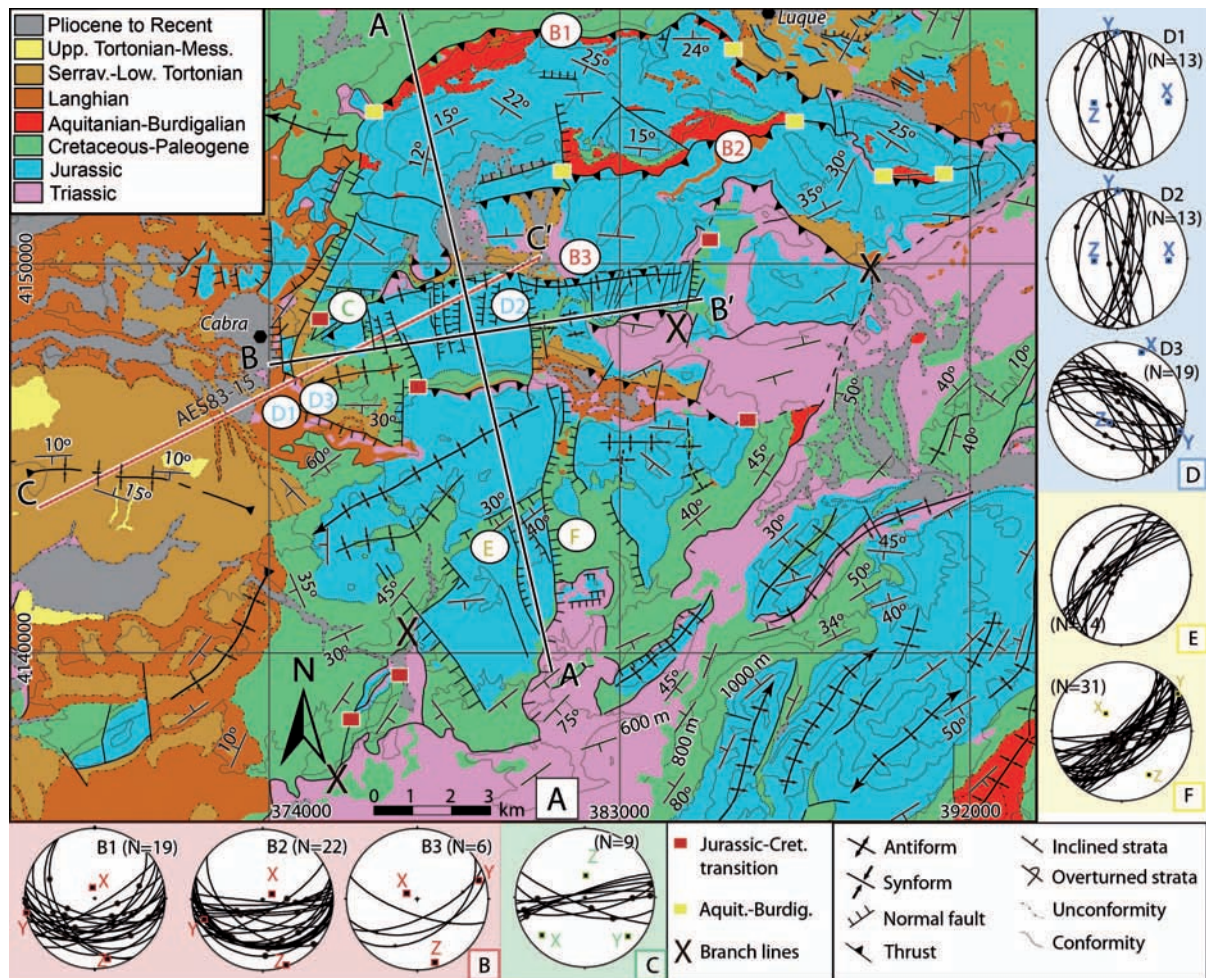 Pliocene to Recent
Upp. Tortonian-Mess.
Serrav.-Low. Tortonian
Langhian
Aquitanian-Burdigalian
Cretaceous-Paleogene
Jurassic
Triassic
A
B1
Luque
24º
25º
15º
22º
12º
15º
B2
25º
30º
35º
C'
B3
X
4150000
Cabra
C
D2
B'
X
B
AES83-15
D1
D3
30º
50º
10º
40º
40º
10º
10º
15º
C
60º
45º
30º
40º
40º
30º
45º
E
F
50º
40º
35º
45º
34º
X
4140000
30º
A'
N
1000 m
45º
75º
600 m
800 m
50º
10º
80º
X
A
374000
0 1 2 3
km
383000
392000
Y
D1
(N=13)
X
Z
Y
D2
(N=13)
Z
X
X
D3
(N=19)
Z
Y
D
E
(N=31)
Y
X
Z
F
B1 (N=19)
X
Y
Z
B2 (N=22)
X
Y
Z
B3 (N=6)
X
Y
Z
B
(N=9)
Z
X
Y
C
Jurassic-Cret.
transition
Aquit.-Burdig.
X Branch lines
Antiform
Synform
Normal fault
Thrust
Inclined strata
Overturned strata
Unconformity
Conformity